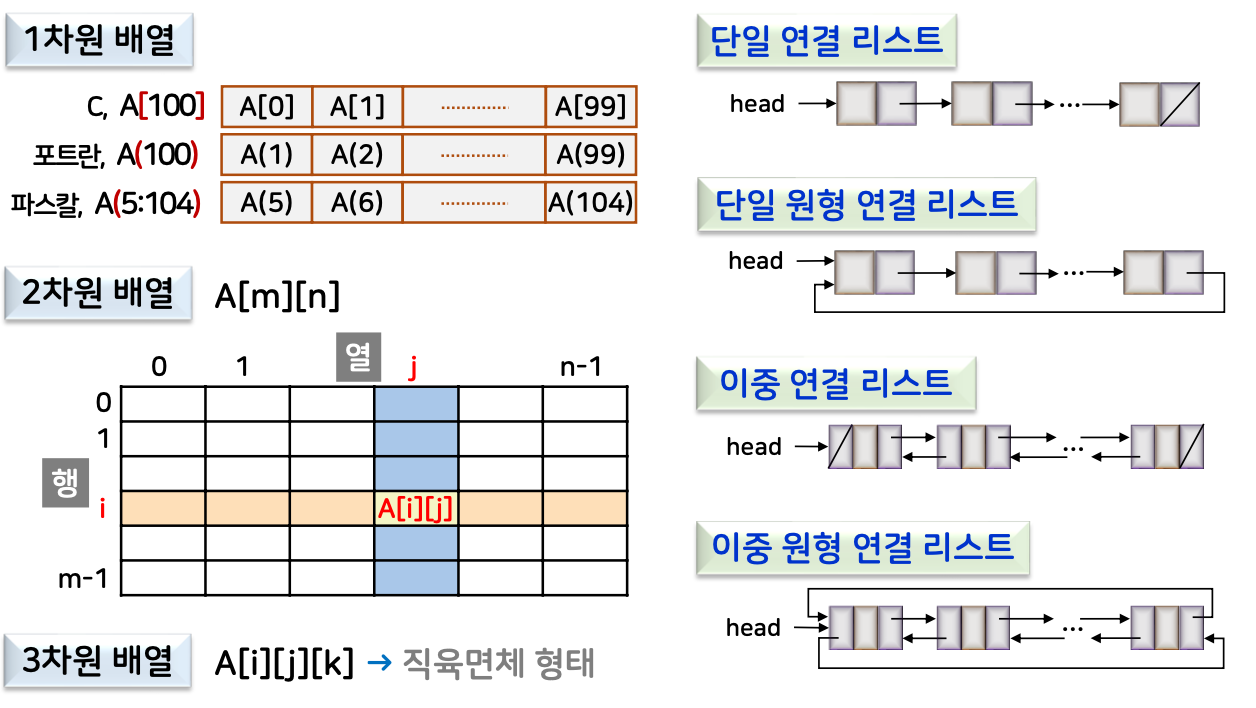 1차원 배열
C, A[100] A[0] A[1] ············ A[99]
포트란, A(100) A(1) A(2) ············ A(99)
파스칼, A(5:104) A(5) A(6) ············ A(104)
2차원 배열 A[m][n]
열
0 1 j n-1
0
1
행
i A[i][j]
m-1
3차원 배열 A[i][j][k] → 직육면체 형태
단일 연결 리스트
head ···
단일 원형 연결 리스트
head ···
이중 연결 리스트
head ···
이중 원형 연결 리스트
head ···